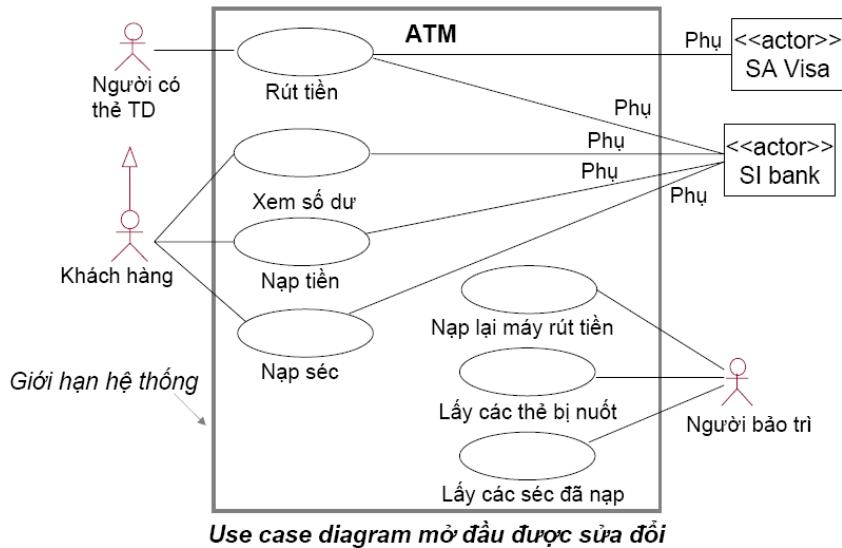 ATM
Phụ
<<actor>>
SA Visa
Người có
thẻ TD
Rút tiền
Phụ
<<actor>>
SI bank
Phụ
Phụ
Phụ
Xem số dư
Khách hàng
Nạp tiền
Nạp lại máy rút tiền
Nạp séc
Giới hạn hệ thống
Lấy các thẻ bị nuốt
Người bảo trì
Lấy các séc đã nạp
Use case diagram mở đầu được sửa đổi